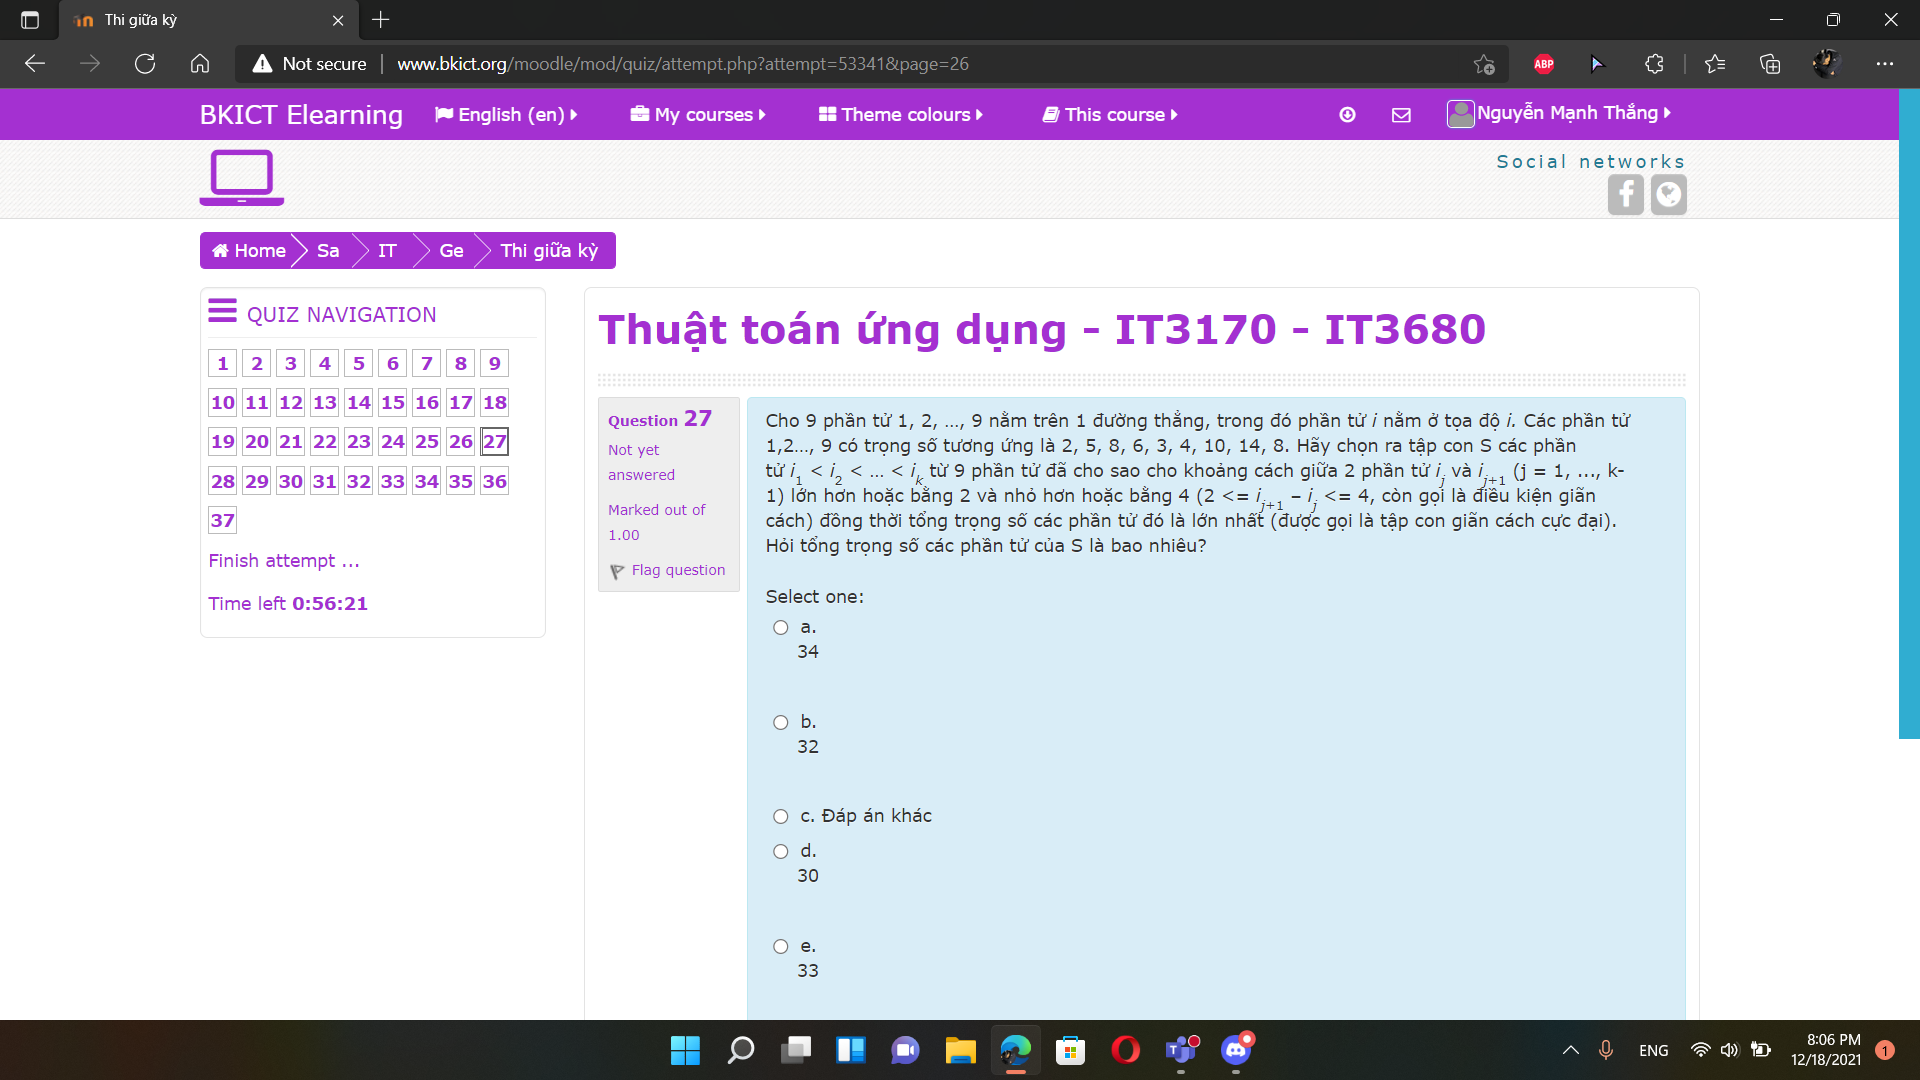 Thi giữa kỳ
Not secure
www.bkict.org/moodle/mod/quiz/attempt.php?attempt=53341&page=26
ABP
BKICT Elearning
English (en)
My courses
Theme colours
This course
Nguyễn Mạnh Thắng
Social networks
Home
Sa
IT
Ge
Thi giữa kỳ
QUIZ NAVIGATION
1 2 3 4 5 6 7 8 9
10 11 12 13 14 15 16 17 18
19 20 21 22 23 24 25 26 27
28 29 30 31 32 33 34 35 36
37
Finish attempt ...
Time left 0:56:21
Thuật toán ứng dụng - IT3170 - IT3680
Question 27
Not yet
answered
Marked out of
1.00
Flag question
Cho 9 phần tử 1, 2, ..., 9 nằm trên 1 đường thẳng, trong đó phần tử i nằm ở tọa độ i. Các phần tử
1,2..., 9 có trọng số tương ứng là 2, 5, 8, 6, 3, 4, 10, 14, 8. Hãy chọn ra tập con S các phần
tử i1 < i2 < ... < ik từ 9 phần tử đã cho sao cho khoảng cách giữa 2 phần tử ij và ij+1 (j = 1, ..., k-
1) lớn hơn hoặc bằng 2 và nhỏ hơn hoặc bằng 4 (2 <= ij+1 – ij <= 4, còn gọi là điều kiện giãn
cách) đồng thời tổng trọng số các phần tử đó là lớn nhất (được gọi là tập con giãn cách cực đại).
Hỏi tổng trọng số các phần tử của S là bao nhiêu?
Select one:
a.
34
b.
32
c. Đáp án khác
d.
30
e.
33
ENG
8:06 PM
12/18/2021
1